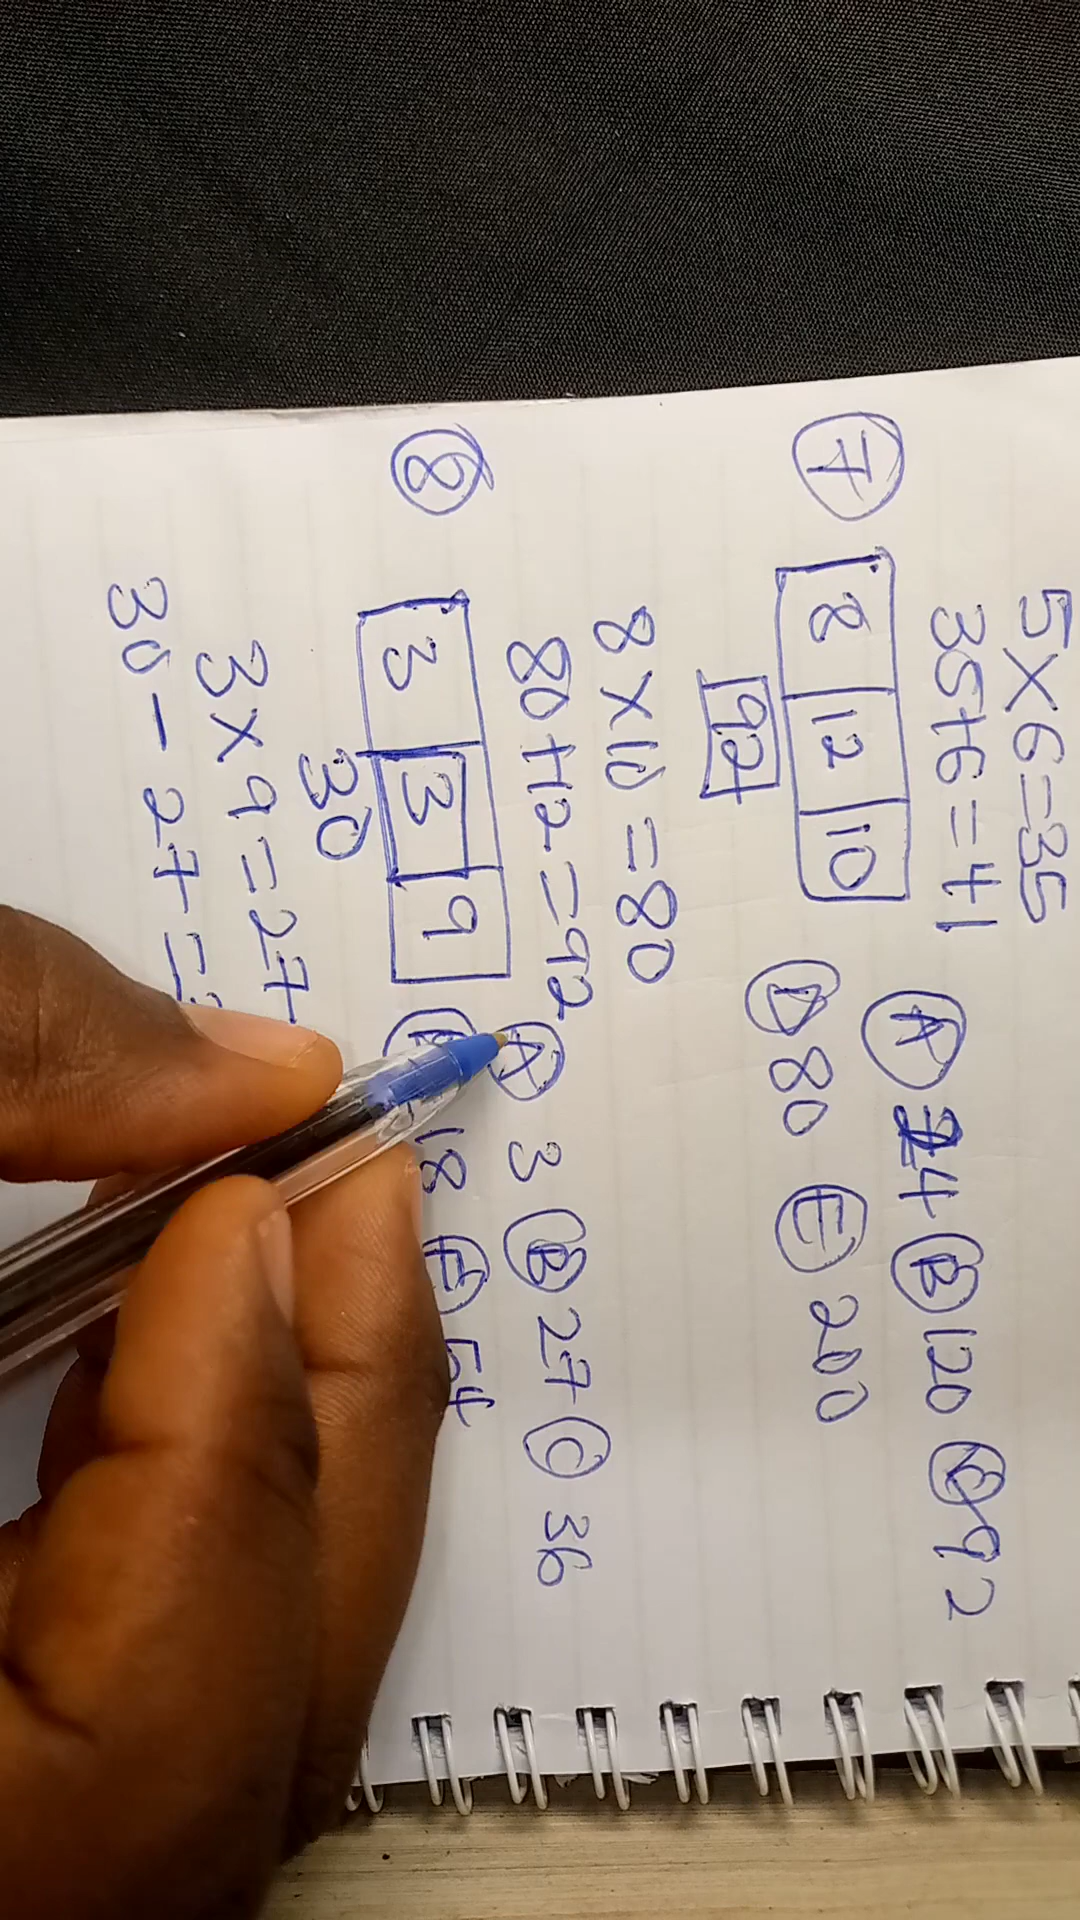 5×6=35
35+6=41
7 8 12 10 A 24 B 120 C 92
92 D 80 E 200
8×10=80
80+12=92
8 3 3 9 A 3 B 27 C 36
30 18 54
3×9=27
30-27=